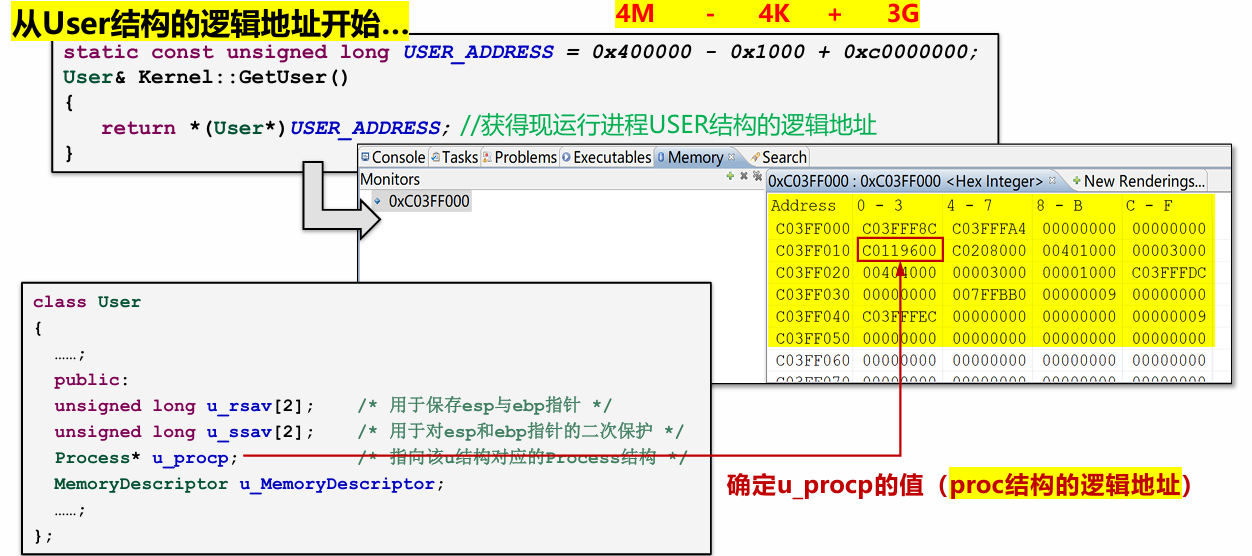 从User结构的逻辑地址开始...
4M - 4K + 3G
static const unsigned long USER_ADDRESS = 0x400000 - 0x1000 + 0xc0000000;
User& Kernel::GetUser()
{
return *(User*)USER_ADDRESS; //获得现运行进程USER结构的逻辑地址
}
Console Tasks Problems Executables Memory Search
Monitors
0xC03FF000
0xC03FF000 : 0xC03FF000 <Hex Integer> New Renderings...
Address 0 - 3 4 - 7 8 - B C - F
C03FF000 C03FFF8C C03FFFA4 00000000 00000000
C03FF010 C0119600 C0208000 00401000 00003000
C03FF020 00404000 00003000 00001000 C03FFFDC
C03FF030 00000000 007FFBB0 00000009 00000000
C03FF040 C03FFFEC 00000000 00000000 00000009
C03FF050 00000000 00000000 00000000 00000000
C03FF060 00000000 00000000 00000000 00000000
C03FF070 00000000 00000000 00000000 00000000
class User
{
……;
public:
unsigned long u_rsav[2]; /* 用于保存esp与ebp指针 */
unsigned long u_ssav[2]; /* 用于对esp和ebp指针的二次保护 */
Process* u_procp; /* 指向该u结构对应的Process结构 */
MemoryDescriptor u_MemoryDescriptor;
……;
};
确定u_procp的值（proc结构的逻辑地址）